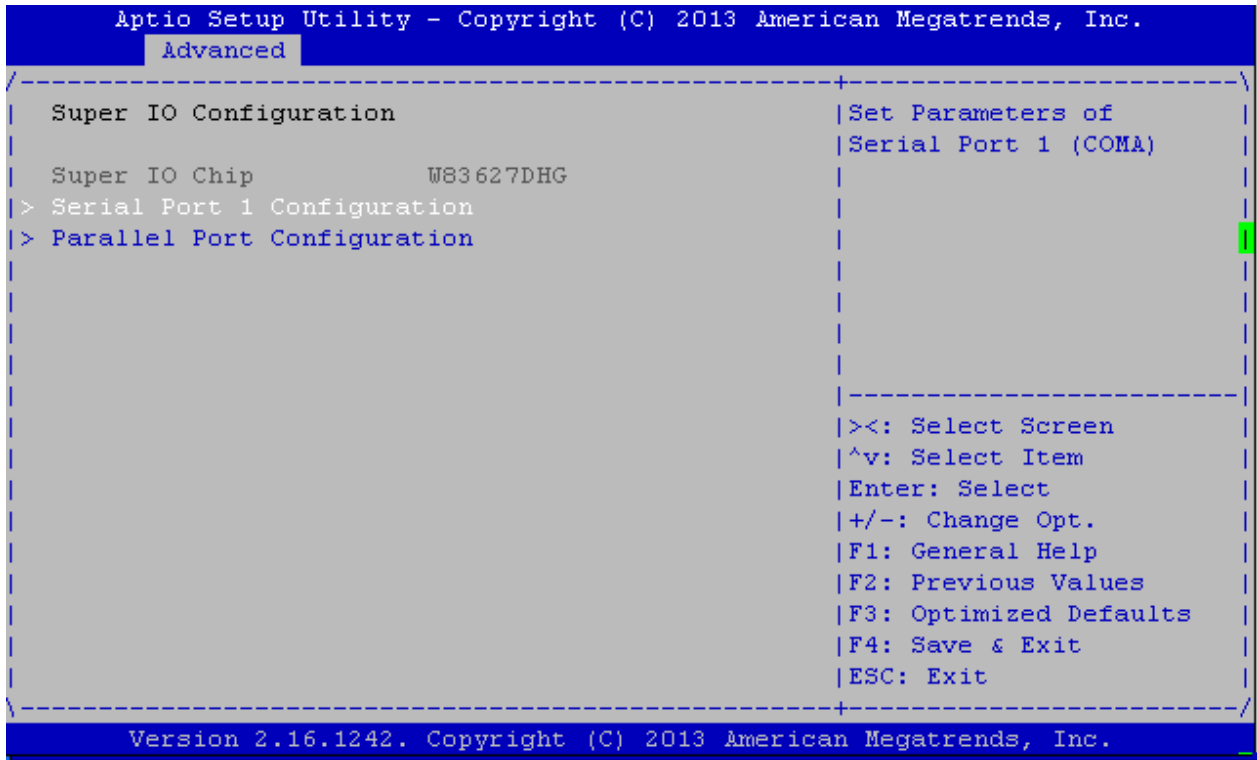 Aptio Setup Utility - Copyright (C) 2013 American Megatrends, Inc.
Advanced
Super IO Configuration
Super IO Chip W83627DHG
> Serial Port 1 Configuration
> Parallel Port Configuration
Set Parameters of
Serial Port 1 (COMA)
><: Select Screen
^v: Select Item
Enter: Select
+/-: Change Opt.
F1: General Help
F2: Previous Values
F3: Optimized Defaults
F4: Save & Exit
ESC: Exit
Version 2.16.1242. Copyright (C) 2013 American Megatrends, Inc.